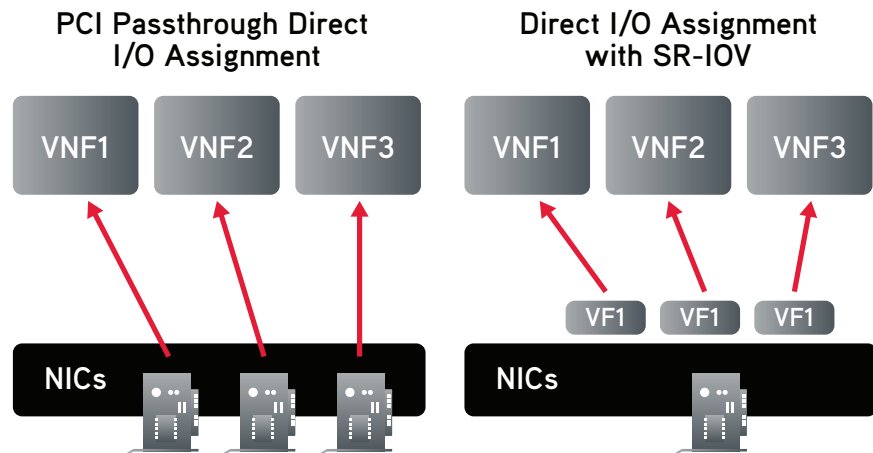 PCI Passthrough Direct
I/O Assignment
VNF1
VNF2
VNF3
NICs
Direct I/O Assignment
with SR-IOV
VNF1
VNF2
VNF3
VF1
VF1
VF1
NICs